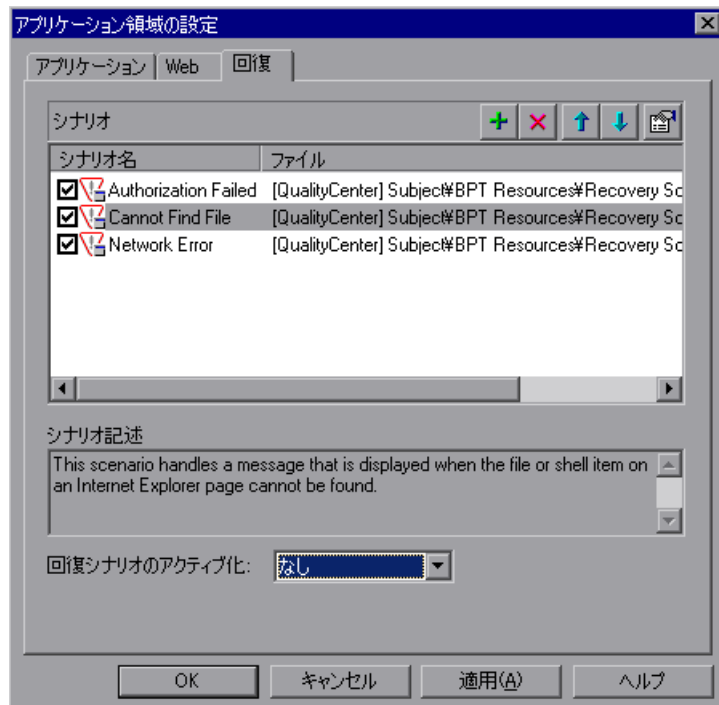 アプリケーション領域の設定
アプリケーション Web 回復
シナリオ
シナリオ名 ファイル
Authorization Failed [QualityCenter] Subject¥BPT Resources¥Recovery Sc
Cannot Find File [QualityCenter] Subject¥BPT Resources¥Recovery Sc
Network Error [QualityCenter] Subject¥BPT Resources¥Recovery Sc
シナリオ記述
This scenario handles a message that is displayed when the file or shell item on
an Internet Explorer page cannot be found.
回復シナリオのアクティブ化: なし
OK キャンセル 適用(A) ヘルプ